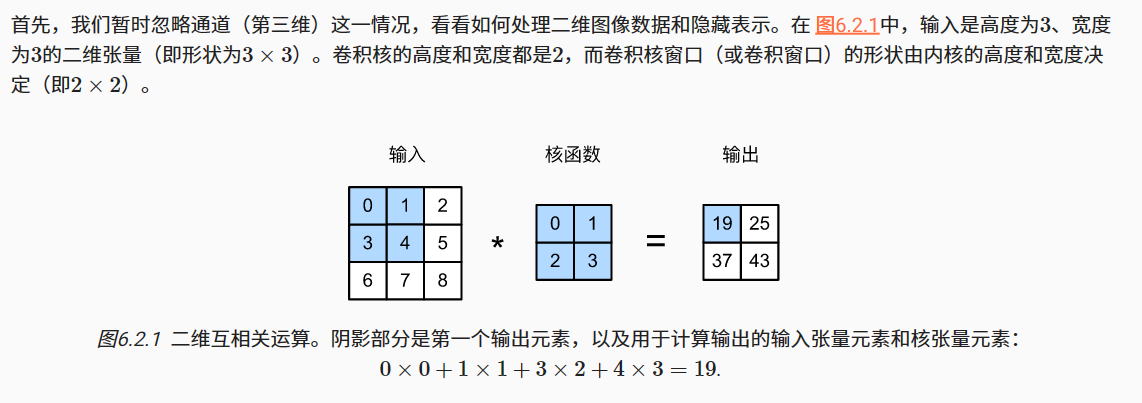 首先，我们暂时忽略通道（第三维）这一情况，看看如何处理二维图像数据和隐藏表示。在 图6.2.1中，输入是高度为3、宽度
为3的二维张量（即形状为3 × 3）。卷积核的高度和宽度都是2，而卷积核窗口（或卷积窗口）的形状由内核的高度和宽度决
定（即2 × 2）。
输入 核函数 输出
0 1 2
3 4 5
6 7 8
*
0 1
2 3
=
19 25
37 43
图6.2.1 二维互相关运算。阴影部分是第一个输出元素，以及用于计算输出的输入张量元素和核张量元素：
0 × 0 + 1 × 1 + 3 × 2 + 4 × 3 = 19.